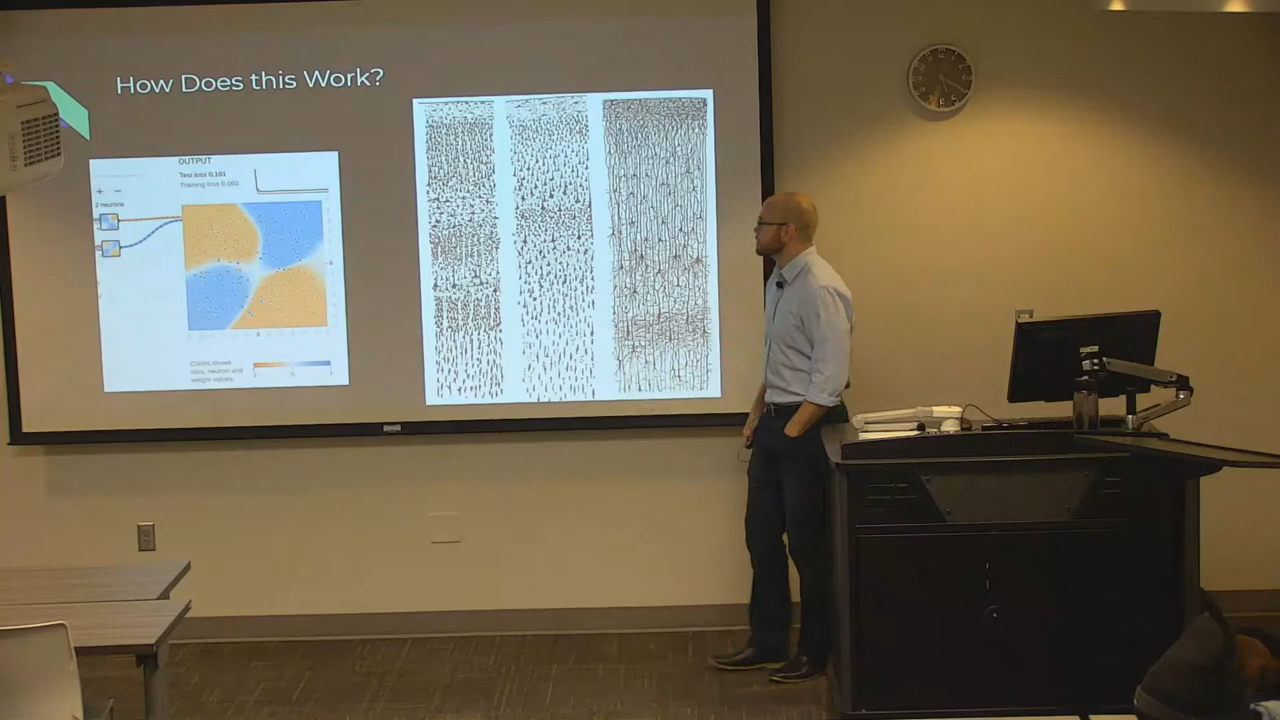 How Does this Work?
OUTPUT
Test loss 0.101
Training loss 0.060
+ −
2 neurons
Colors shows
data, neuron and
weight values.